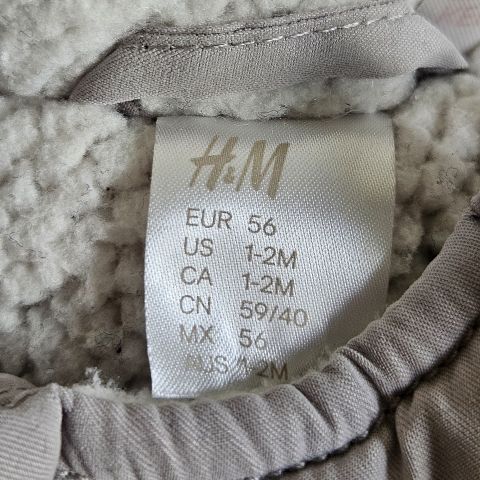 H&M
EUR 56
US 1-2M
CA 1-2M
CN 59/40
MX 56
AUS 1-2M